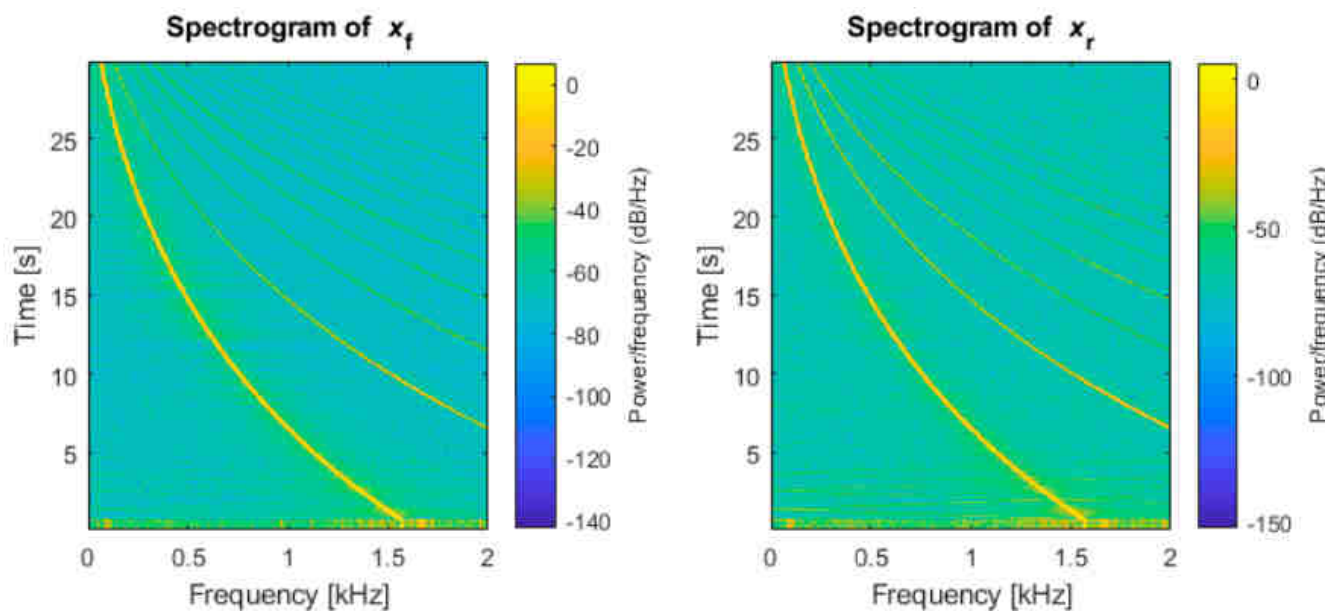 Spectrogram of x_f
0
-20
-40
-60
-80
-100
-120
-140
Power/frequency (dB/Hz)
25
20
15
10
5
Time [s]
0 0.5 1 1.5 2
Frequency [kHz]
Spectrogram of x_r
0
-50
-100
-150
Power/frequency (dB/Hz)
25
20
15
10
5
Time [s]
0 0.5 1 1.5 2
Frequency [kHz]